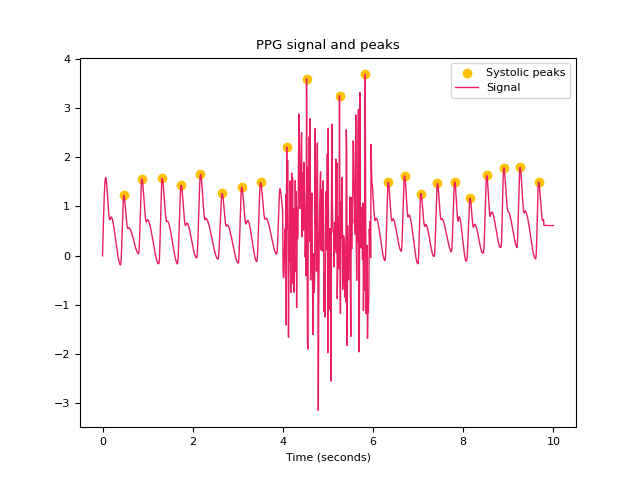 PPG signal and peaks
4
3
2
1
0
−1
−2
−3
Systolic peaks
Signal
0 2 4 6 8 10
Time (seconds)